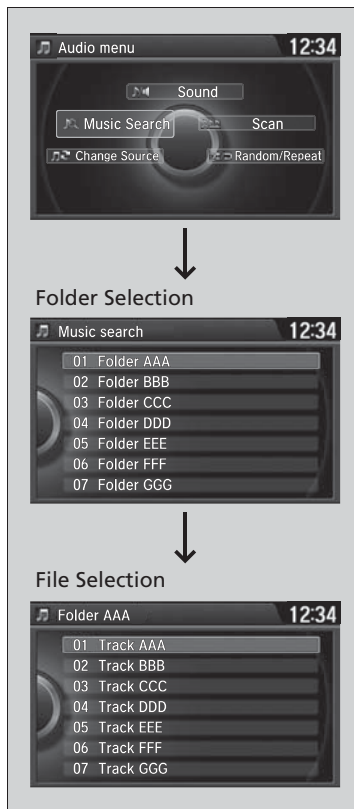 Audio menu 12:34
Sound
Music Search Scan
Change Source Random/Repeat
Folder Selection
Music search 12:34
01 Folder AAA
02 Folder BBB
03 Folder CCC
04 Folder DDD
05 Folder EEE
06 Folder FFF
07 Folder GGG
File Selection
Folder AAA 12:34
01 Track AAA
02 Track BBB
03 Track CCC
04 Track DDD
05 Track EEE
06 Track FFF
07 Track GGG